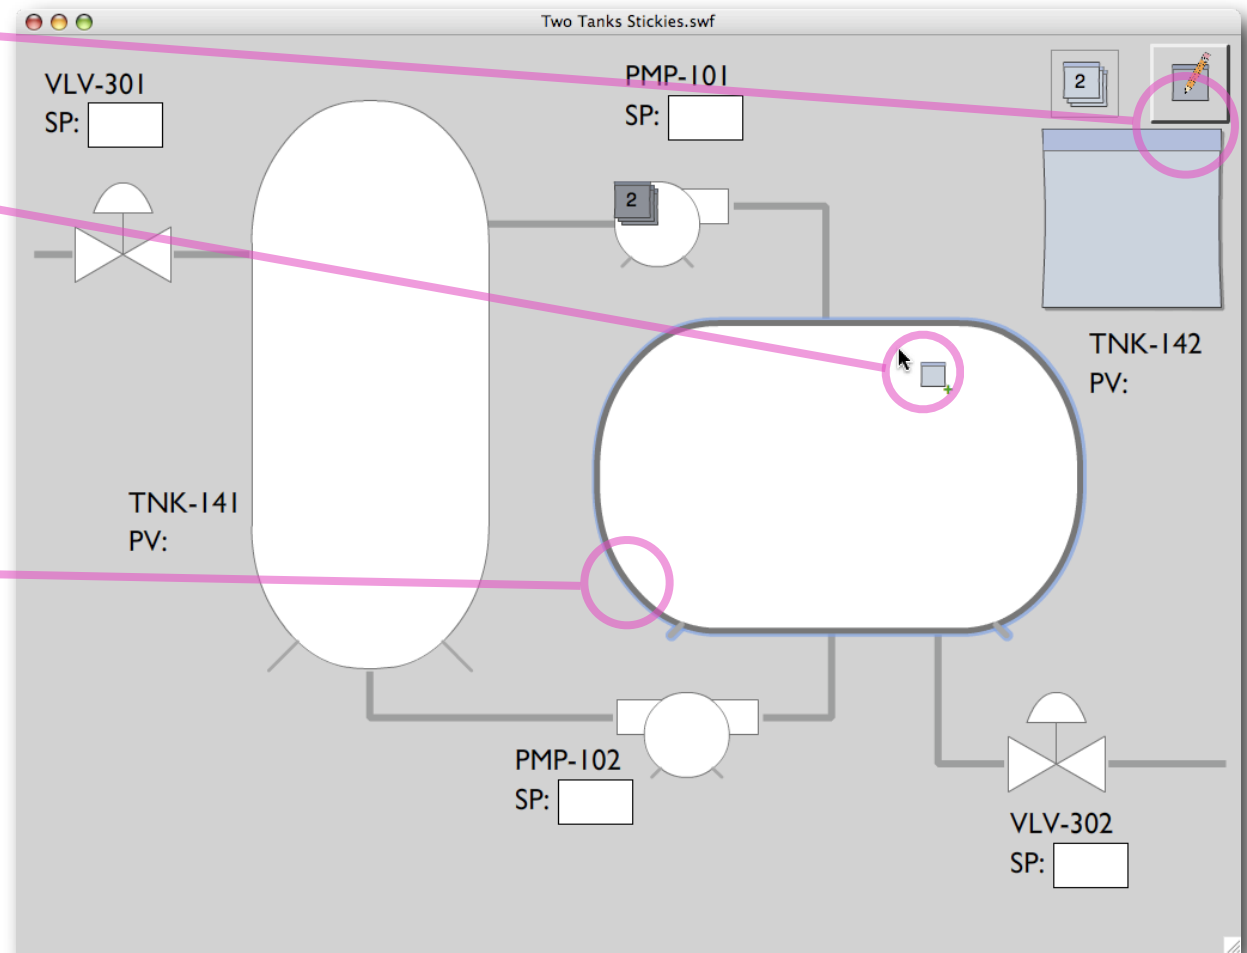 Two Tanks Stickies.swf
VLV-301
SP:
PMP-101
SP:
2
2
TNK-142
PV:
TNK-141
PV:
PMP-102
SP:
VLV-302
SP: